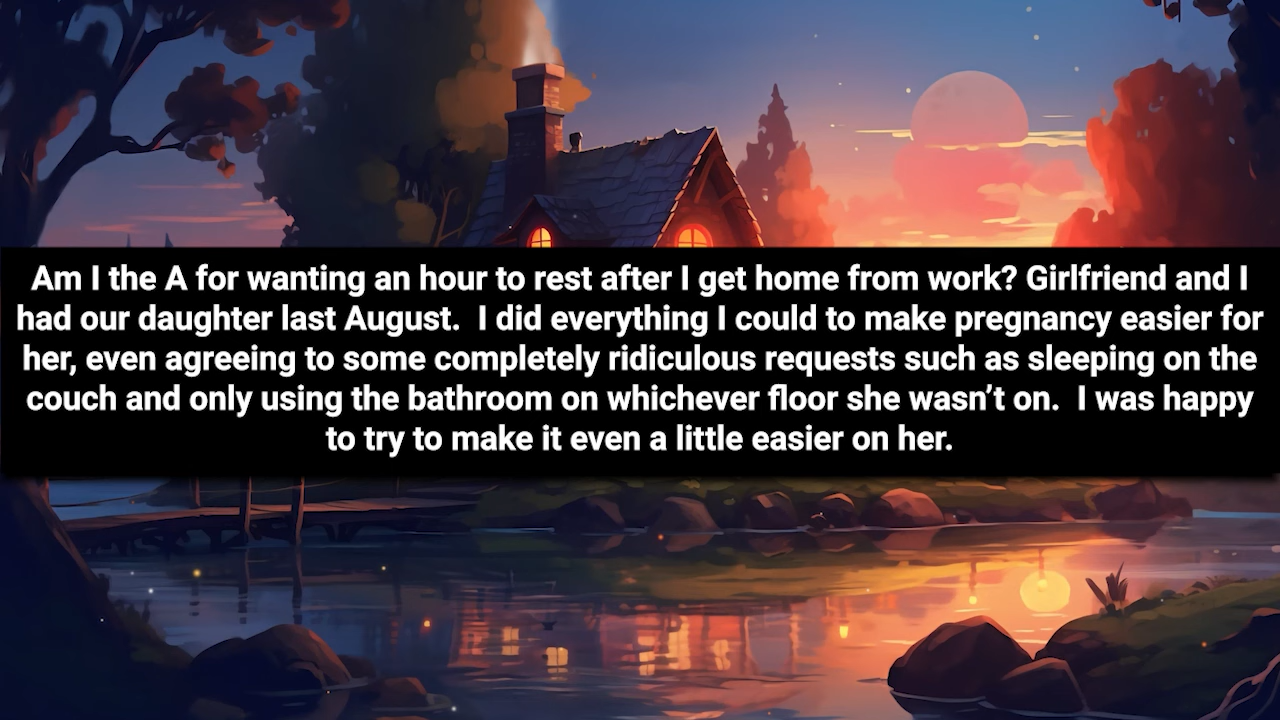 Am I the A for wanting an hour to rest after I get home from work? Girlfriend and I
had our daughter last August.  I did everything I could to make pregnancy easier for
her, even agreeing to some completely ridiculous requests such as sleeping on the
couch and only using the bathroom on whichever floor she wasn’t on.  I was happy
to try to make it even a little easier on her.